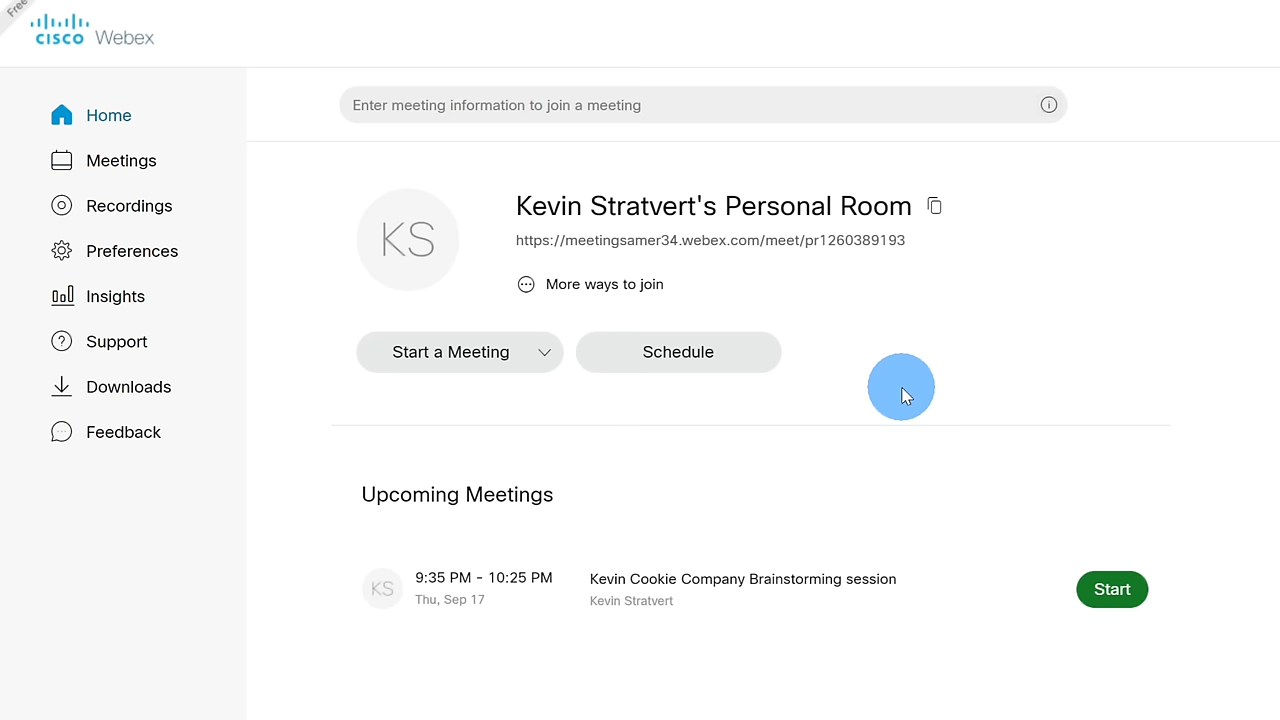 Free
CISCO Webex
Home
Meetings
Recordings
Preferences
Insights
Support
Downloads
Feedback
Enter meeting information to join a meeting
KS
Kevin Stratvert's Personal Room
https://meetingsamer34.webex.com/meet/pr1260389193
More ways to join
Start a Meeting
Schedule
Upcoming Meetings
KS
9:35 PM - 10:25 PM
Thu, Sep 17
Kevin Cookie Company Brainstorming session
Kevin Stratvert
Start